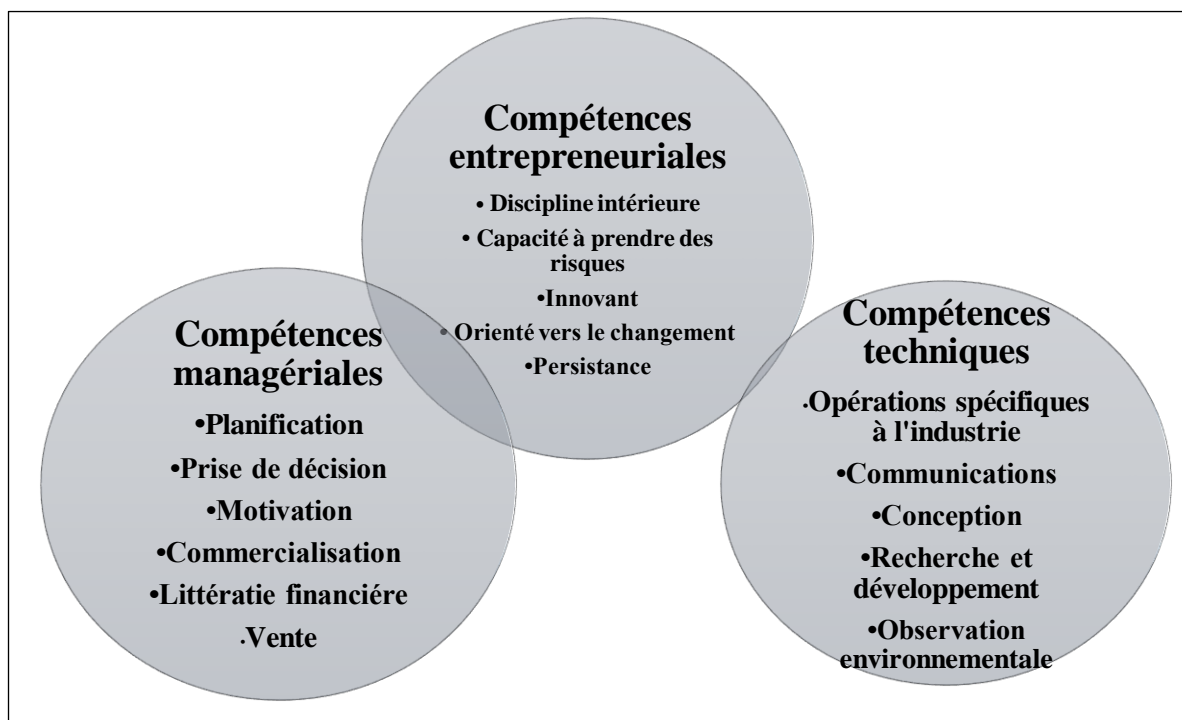 Compétences
entrepreneuriales
• Discipline intérieure
• Capacité à prendre des
risques
•Innovant
• Orienté vers le changement
•Persistance
Compétences
managériales
•Planification
•Prise de décision
•Motivation
•Commercialisation
•Littératie financiére
.Vente
Compétences
techniques
.Opérations spécifiques
à l'industrie
•Communications
•Conception
•Recherche et
développement
•Observation
environnementale